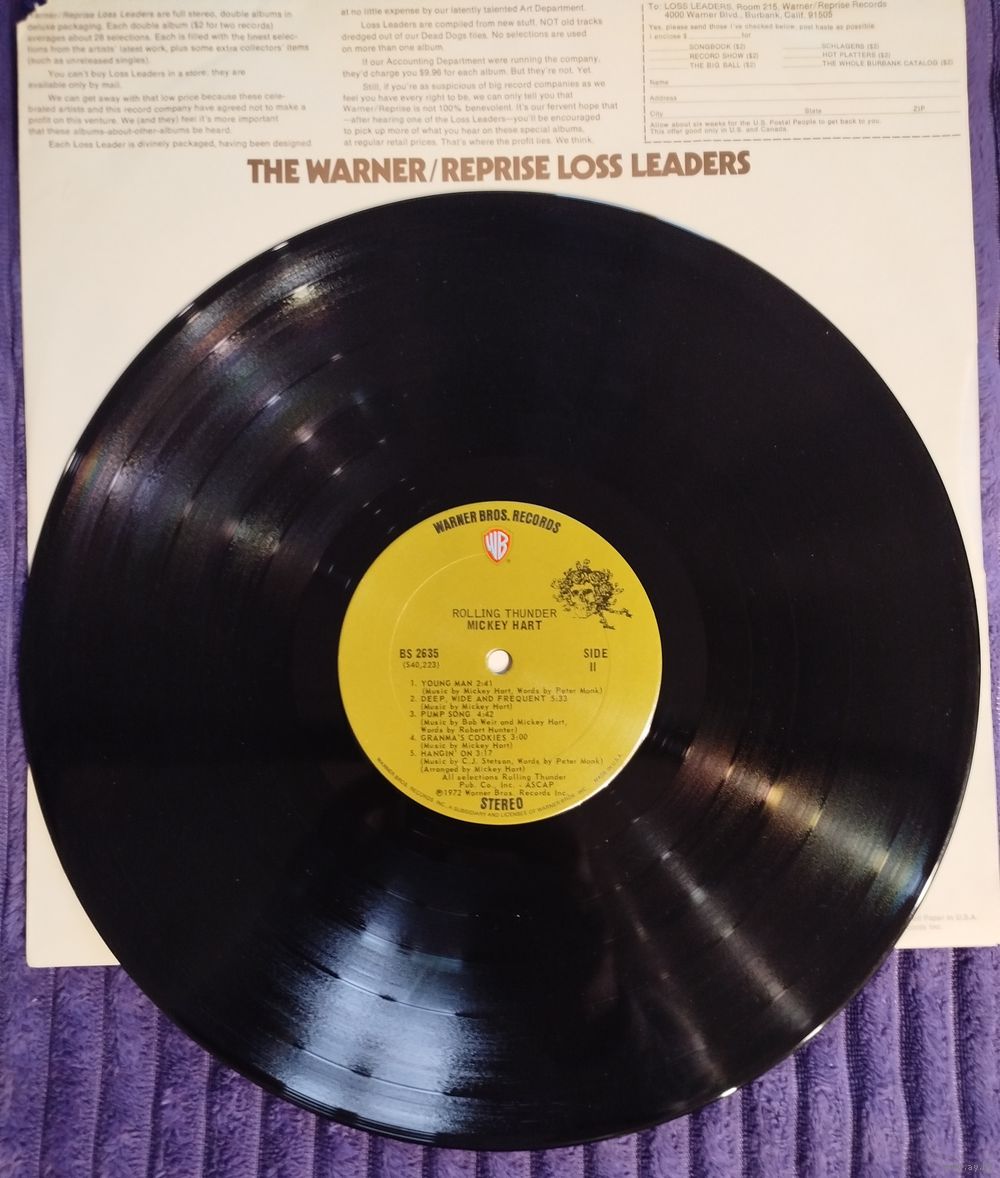 Warner/Reprise Loss Leaders are full stereo, double albums in
deluxe packaging. Each double album ($2 for two records)
averages about 28 selections. Each is filled with the finest selec-
tions from the artists' latest work, plus some extra collectors' items
(such as unreleased singles).
You can't buy Loss Leaders in a store; they are
available only by mail.
We can get away with that low price because these cele-
brated artists and this record company have agreed not to make a
profit on this venture. We (and they) feel it's more important
that these albums-about-other-albums be heard.
Each Loss Leader is divinely packaged, having been designed
at no little expense by our latently talented Art Department.
Loss Leaders are compiled from new stuff, NOT old tracks
dredged out of our Dead Dogs files. No selections are used
on more than one album.
If our Accounting Department were running the company,
they'd charge you $9.96 for each album. But they're not. Yet.
Still, if you're as suspicious of big record companies as we
feel you have every right to be, we can only tell you that
Warner/Reprise is not 100% benevolent. It's our fervent hope that
—after hearing one of the Loss Leaders—you'll be encouraged
to pick up more of what you hear on these special albums,
at regular retail prices. That's where the profit lies. We think.
To: LOSS LEADERS, Room 215, Warner/Reprise Records
4000 Warner Blvd., Burbank, Calif. 91505
Yes, please send those I've checked below, post haste as possible.
I enclose $ for
SONGBOOK ($2)
RECORD SHOW ($2)
THE BIG BALL ($2)
SCHLAGERS ($2)
HOT PLATTERS ($2)
THE WHOLE BURBANK CATALOG ($2)
Name
Address
City State ZIP
Allow about six weeks for the U.S. Postal People to get back to you.
This offer good only in U.S. and Canada.
THE WARNER/REPRISE LOSS LEADERS
WARNER BROS. RECORDS
WB
ROLLING THUNDER
MICKEY HART
BS 2635
(S40,223)
SIDE
II
1. YOUNG MAN 2:41
(Music by Mickey Hart, Words by Peter Monk)
2. DEEP, WIDE AND FREQUENT 5:33
(Music by Mickey Hart)
3. PUMP SONG 4:42
(Music by Bob Weir and Mickey Hart,
Words by Robert Hunter)
4. GRANMA'S COOKIES 3:00
(Music by Mickey Hart)
5. HANGIN' ON 3:17
(Music by C.J. Stetson, Words by Peter Monk)
(Arranged by Mickey Hart)
All selections Rolling Thunder
Pub. Co., Inc. - ASCAP
℗1972 Warner Bros. Records Inc.
STEREO
WARNER BROS. RECORDS INC., A SUBSIDIARY AND LICENSEE OF WARNER BROS. INC. MADE IN U.S.A.
Paper in U.S.A.
Inc.